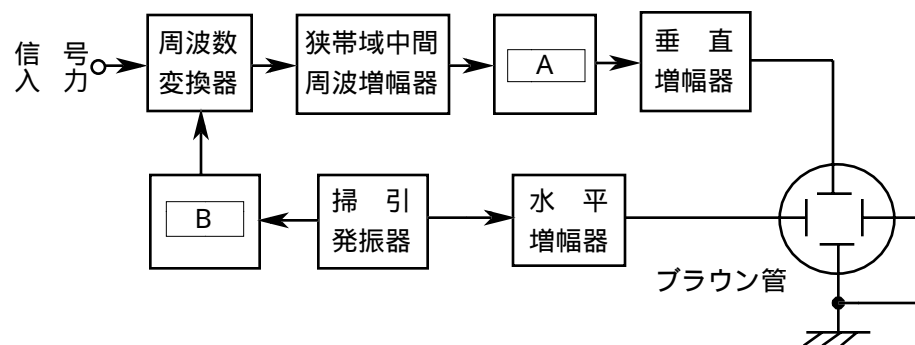 信 号
入 力
周波数
変換器
狭帯域中間
周波増幅器
A
垂 直
増幅器
B
掃 引
発振器
水 平
増幅器
ブラウン管